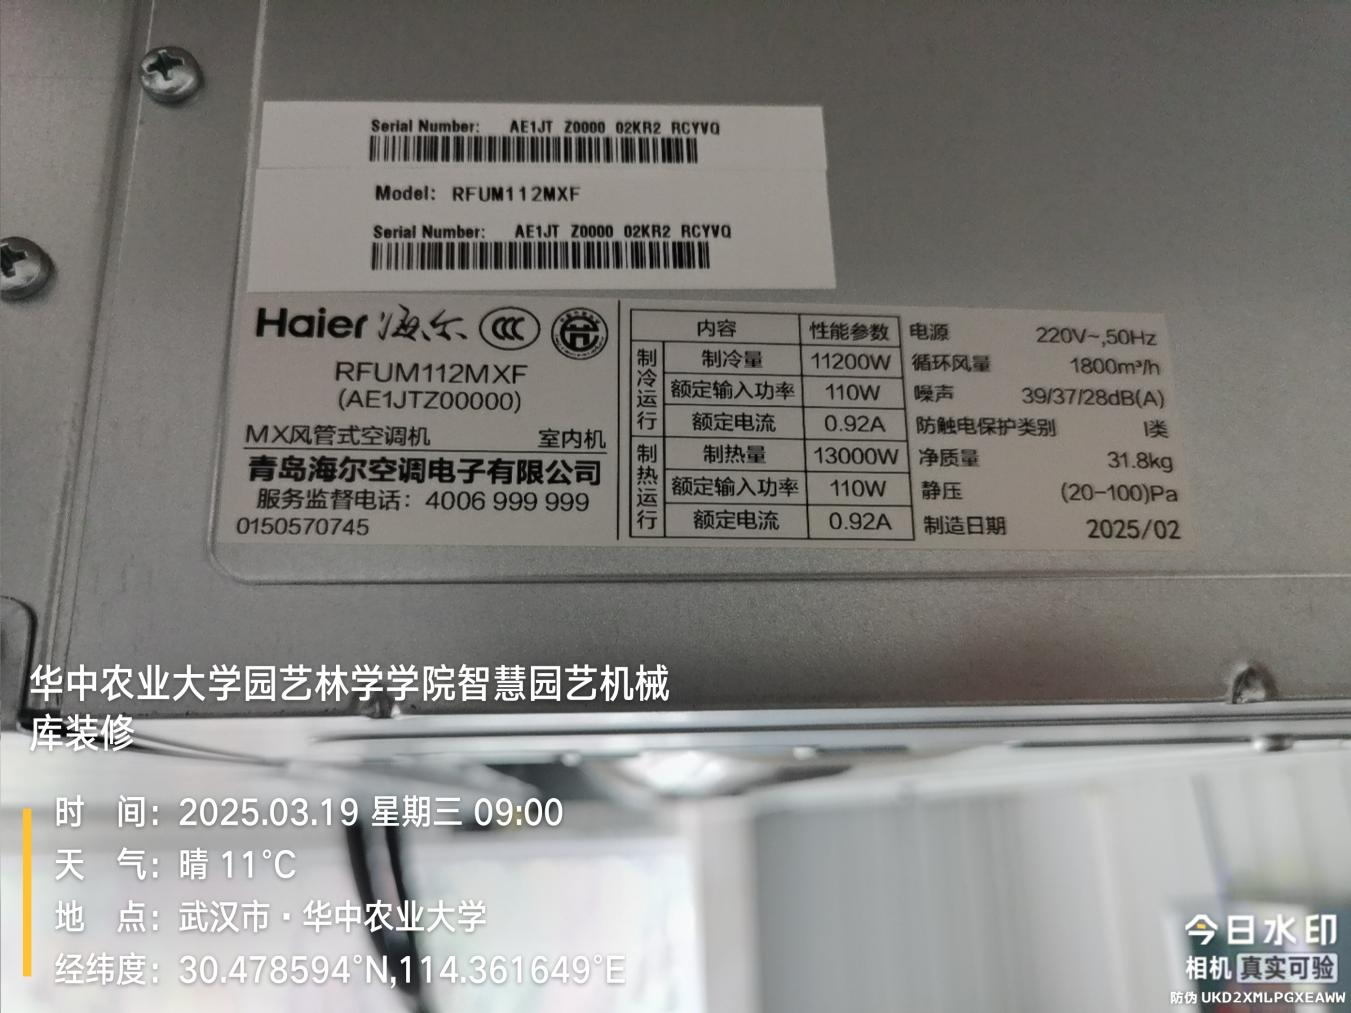 Serial Number: AE1JT Z0000 02KR2 RCYVQ
Model: RFUM112MXF
Serial Number: AE1JT Z0000 02KR2 RCYVQ
Haier 海尔
RFUM112MXF
(AE1JTZ00000)
MX风管式空调机 室内机
青岛海尔空调电子有限公司
服务监督电话：4006 999 999
0150570745
内容 性能参数
制冷运行
制冷量 11200W
额定输入功率 110W
额定电流 0.92A
制热运行
制热量 13000W
额定输入功率 110W
额定电流 0.92A
电源 220V~,50Hz
循环风量 1800m³/h
噪声 39/37/28dB(A)
防触电保护类别 I类
净质量 31.8kg
静压 (20-100)Pa
制造日期 2025/02
华中农业大学园艺林学学院智慧园艺机械
库装修
时 间：2025.03.19 星期三 09:00
天 气：晴 11°C
地 点：武汉市·华中农业大学
经纬度：30.478594°N,114.361649°E
今日水印
相机 真实可验
防伪 UKD2XMLPGXEAWW